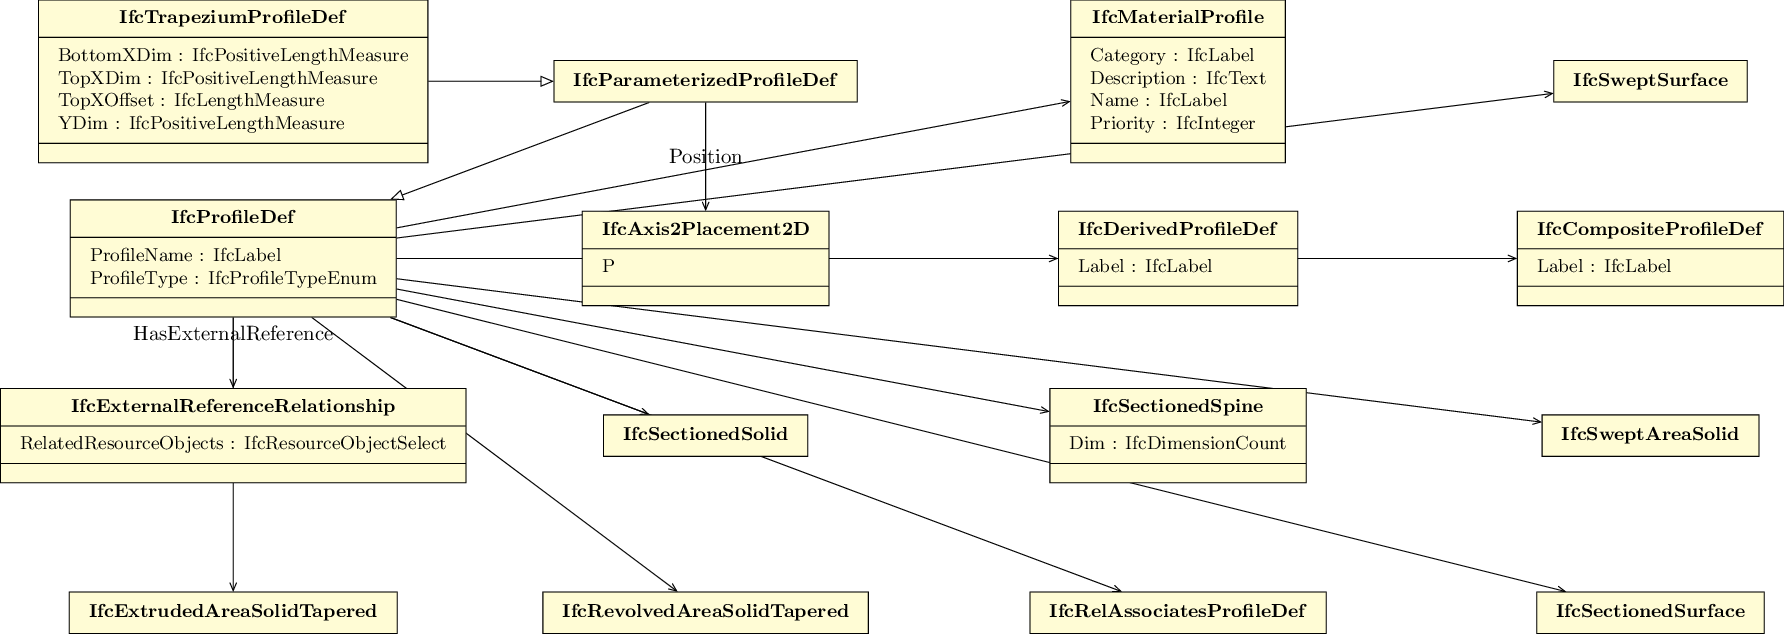 IfcTrapeziumProfileDef
BottomXDim : IfcPositiveLengthMeasure
TopXDim : IfcPositiveLengthMeasure
TopXOffset : IfcLengthMeasure
YDim : IfcPositiveLengthMeasure
IfcParameterizedProfileDef
IfcMaterialProfile
Category : IfcLabel
Description : IfcText
Name : IfcLabel
Priority : IfcInteger
IfcSweptSurface
Position
IfcProfileDef
ProfileName : IfcLabel
ProfileType : IfcProfileTypeEnum
IfcAxis2Placement2D
P
IfcDerivedProfileDef
Label : IfcLabel
IfcCompositeProfileDef
Label : IfcLabel
HasExternalReference
IfcExternalReferenceRelationship
RelatedResourceObjects : IfcResourceObjectSelect
IfcSectionedSolid
IfcSectionedSpine
Dim : IfcDimensionCount
IfcSweptAreaSolid
IfcExtrudedAreaSolidTapered
IfcRevolvedAreaSolidTapered
IfcRelAssociatesProfileDef
IfcSectionedSurface